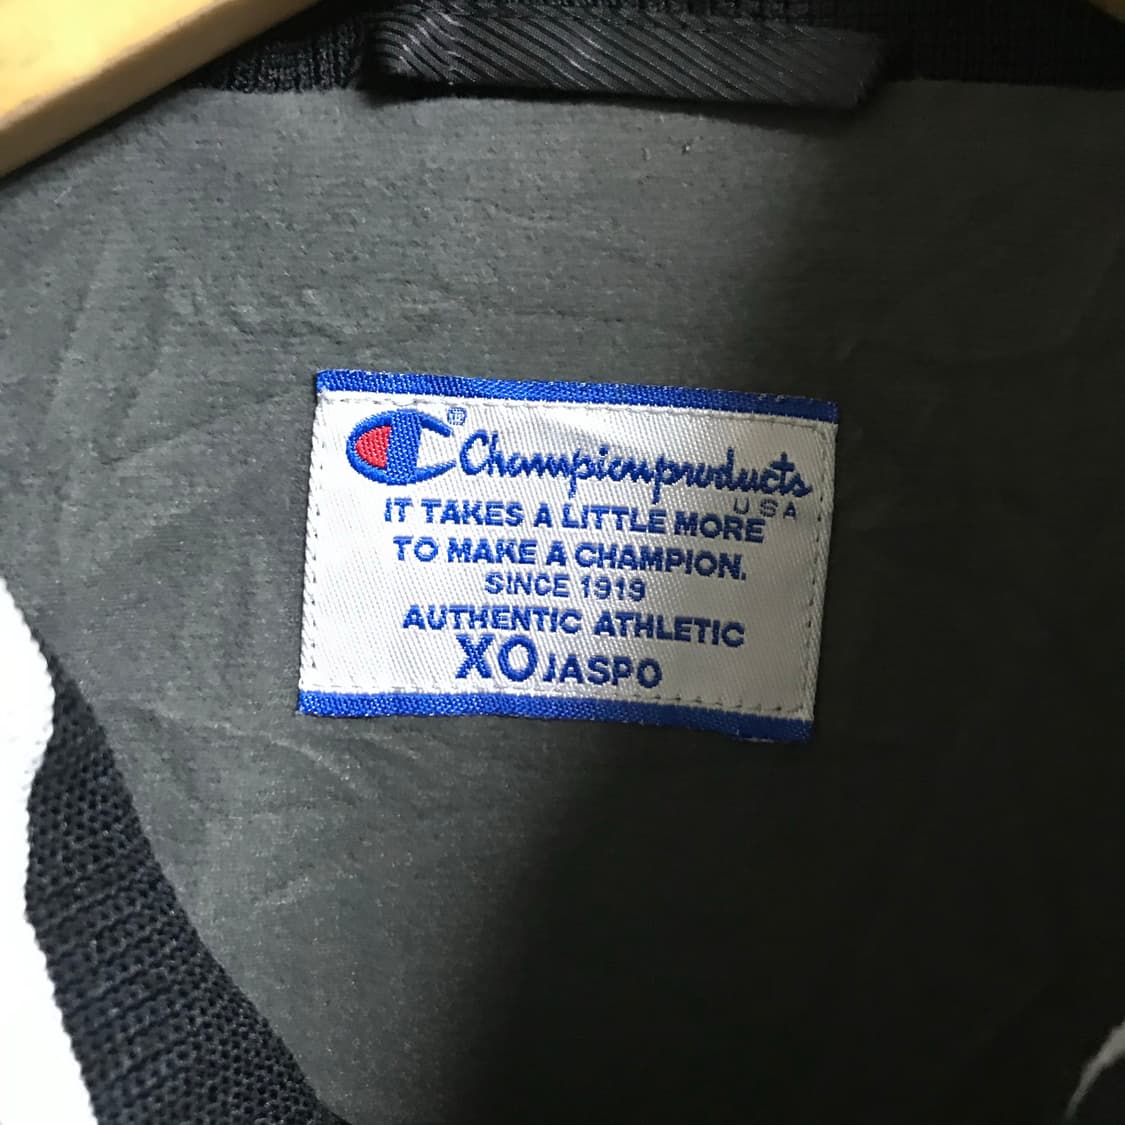 Championproducts
USA
IT TAKES A LITTLE MORE
TO MAKE A CHAMPION.
SINCE 1919
AUTHENTIC ATHLETIC
XO JASPO